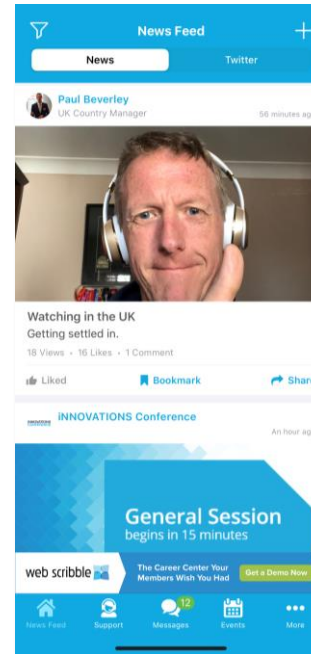 News Feed
News
Twitter
Paul Beverley
UK Country Manager
56 minutes ag
Watching in the UK
Getting settled in.
18 Views • 16 Likes • 1 Comment
Liked
Bookmark
Share
iNNOVATIONS Conference
An hour ag
General Session
begins in 15 minutes
web scribble
The Career Center Your
Members Wish You Had
Get a Demo Now
12
News Feed
Support
Messages
Events
More